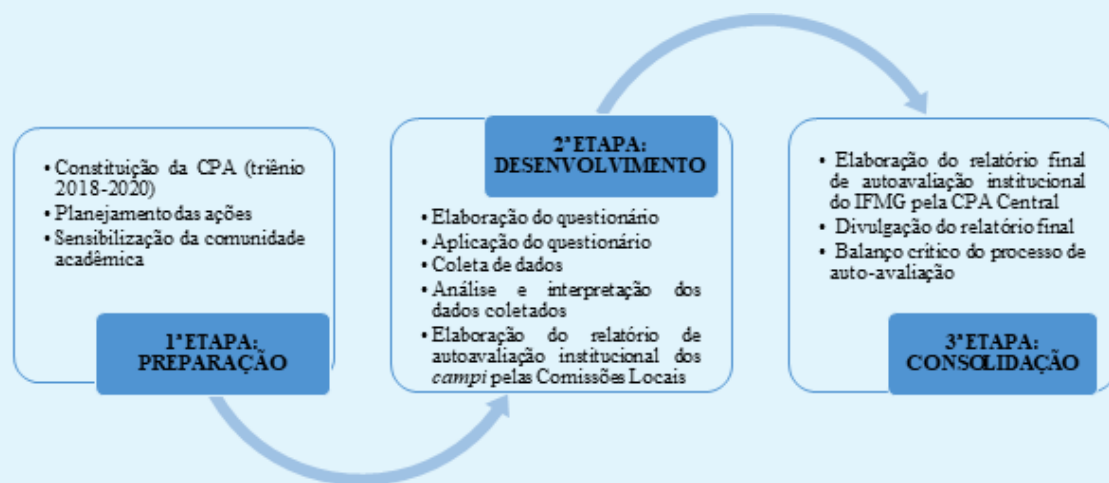 • Constituição da CPA (triênio
2018-2020)
• Planejamento das ações
• Sensibilização da comunidade
acadêmica
1ª ETAPA:
PREPARAÇÃO
2ª ETAPA:
DESENVOLVIMENTO
• Elaboração do questionário
• Aplicação do questionário
• Coleta de dados
• Análise e interpretação dos
dados coletados
• Elaboração do relatório de
autoavaliação institucional dos
campi pelas Comissões Locais
• Elaboração do relatório final
de autoavaliação institucional
do IFMG pela CPA Central
• Divulgação do relatório final
• Balanço crítico do processo de
auto-avaliação
3ª ETAPA:
CONSOLIDAÇÃO